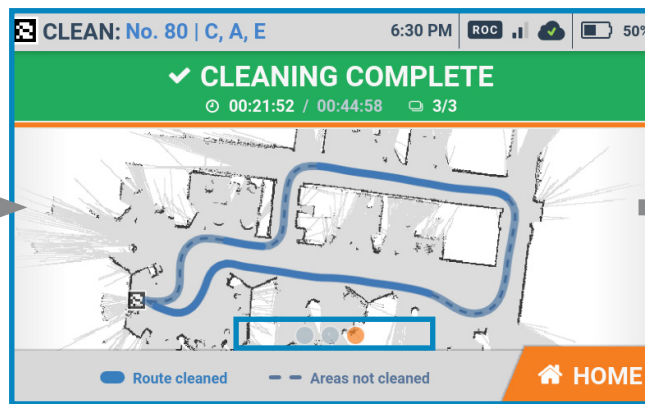 CLEAN: No. 80 | C, A, E 6:30 PM ROC 50%
CLEANING COMPLETE
00:21:52 / 00:44:58 3/3
Route cleaned Areas not cleaned HOME